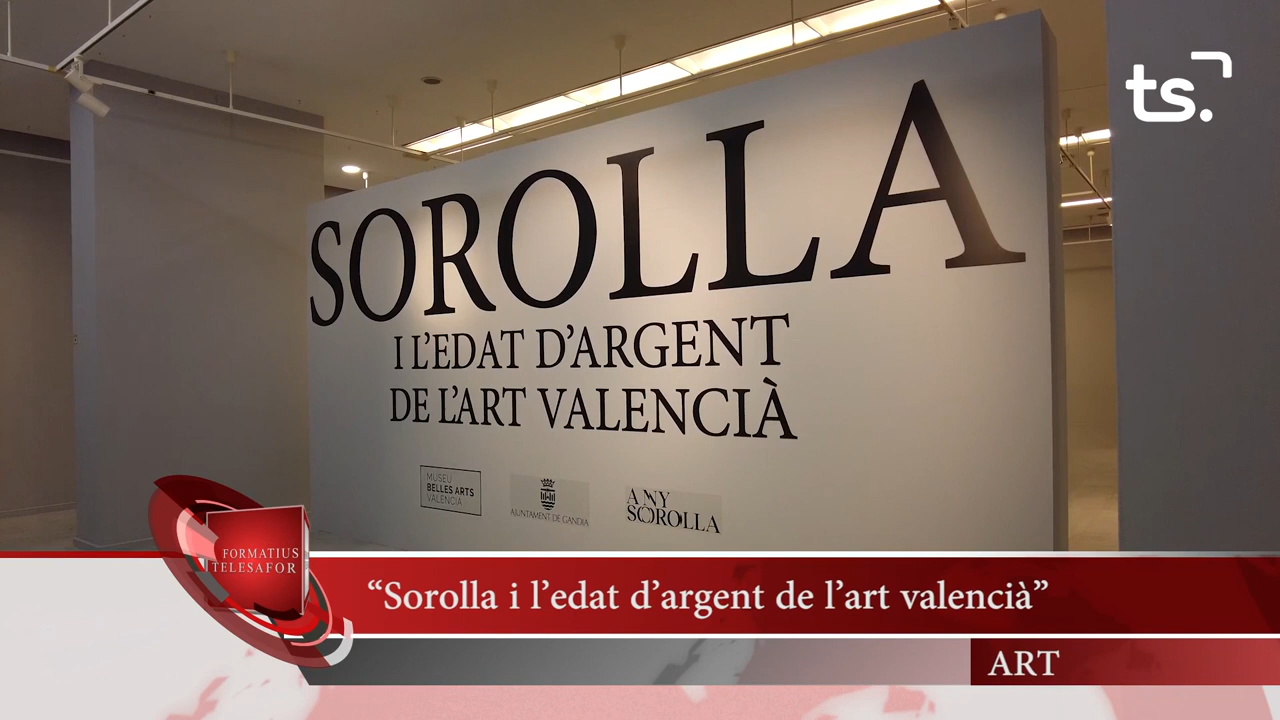 ts.
SOROLLA
I L'EDAT D'ARGENT
DE L'ART VALENCIÀ
MUSEU
BELLES ARTS
VALENCIA
AJUNTAMENT DE GANDIA
ANY
SOROLLA
FORMATIUS
TELESAFOR
“Sorolla i l’edat d’argent de l’art valencià”
ART